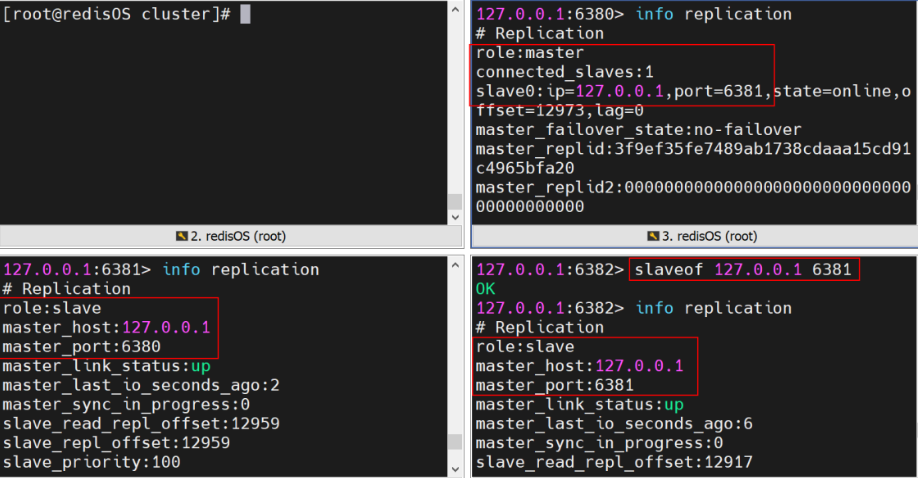 [root@redisOS cluster]#
2. redisOS (root)
127.0.0.1:6380> info replication
# Replication
role:master
connected_slaves:1
slave0:ip=127.0.0.1,port=6381,state=online,o
ffset=12973,lag=0
master_failover_state:no-failover
master_replid:3f9ef35fe7489ab1738cdaaa15cd91
c4965bfa20
master_replid2:00000000000000000000000000000
00000000000
3. redisOS (root)
127.0.0.1:6381> info replication
# Replication
role:slave
master_host:127.0.0.1
master_port:6380
master_link_status:up
master_last_io_seconds_ago:2
master_sync_in_progress:0
slave_read_repl_offset:12959
slave_repl_offset:12959
slave_priority:100
127.0.0.1:6382> slaveof 127.0.0.1 6381
OK
127.0.0.1:6382> info replication
# Replication
role:slave
master_host:127.0.0.1
master_port:6381
master_link_status:up
master_last_io_seconds_ago:6
master_sync_in_progress:0
slave_read_repl_offset:12917